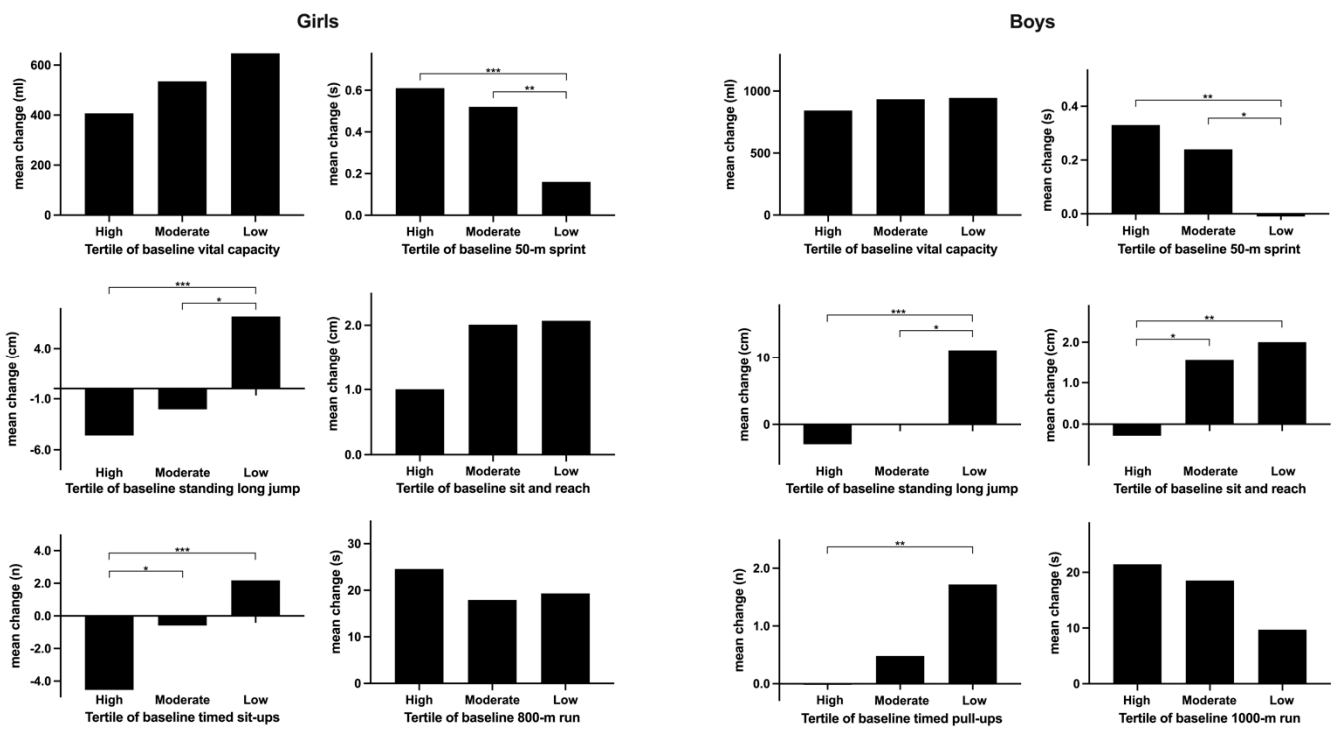 Girls
Boys
mean change (ml)
600
400
200
0
High Moderate Low
Tertile of baseline vital capacity
mean change (s)
***
**
0.6
0.4
0.2
0.0
High Moderate Low
Tertile of baseline 50-m sprint
mean change (ml)
1000
500
0
High Moderate Low
Tertile of baseline vital capacity
mean change (s)
**
*
0.4
0.2
0.0
High Moderate Low
Tertile of baseline 50-m sprint
mean change (cm)
***
*
4.0
-1.0
-6.0
High Moderate Low
Tertile of baseline standing long jump
mean change (cm)
2.0
1.0
0.0
High Moderate Low
Tertile of baseline sit and reach
mean change (cm)
***
*
10
0
High Moderate Low
Tertile of baseline standing long jump
mean change (cm)
**
*
2.0
1.0
0.0
High Moderate Low
Tertile of baseline sit and reach
mean change (n)
***
*
4.0
2.0
0.0
-2.0
-4.0
High Moderate Low
Tertile of baseline timed sit-ups
mean change (s)
30
20
10
0
High Moderate Low
Tertile of baseline 800-m run
mean change (n)
**
2.0
1.0
0.0
High Moderate Low
Tertile of baseline timed pull-ups
mean change (s)
20
10
0
High Moderate Low
Tertile of baseline 1000-m run